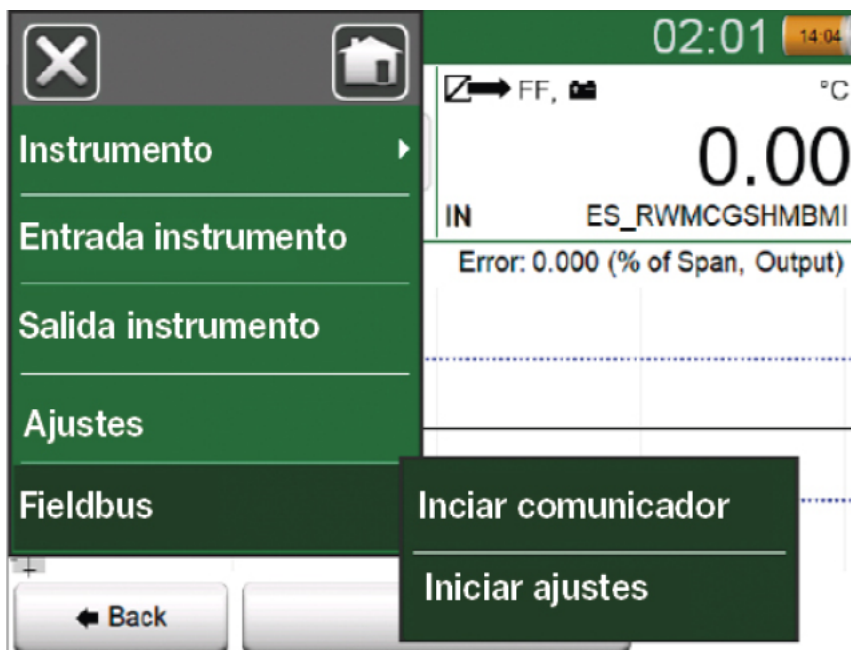 02:01 14:04
Instrumento
Entrada instrumento
Salida instrumento
Ajustes
Fieldbus
Inciar comunicador
Iniciar ajustes
FF, °C
0.00
IN ES_RWMCGSHMBMI
Error: 0.000 (% of Span, Output)
Back